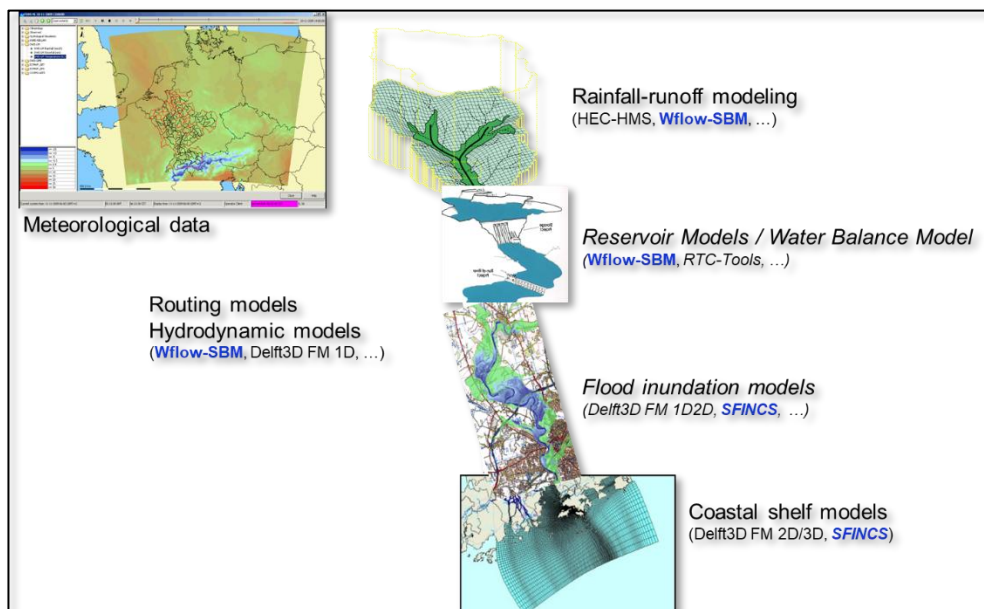 Meteorological data
Rainfall-runoff modeling
(HEC-HMS, Wflow-SBM, …)
Reservoir Models / Water Balance Model
(Wflow-SBM, RTC-Tools, …)
Routing models
Hydrodynamic models
(Wflow-SBM, Delft3D FM 1D, …)
Flood inundation models
(Delft3D FM 1D2D, SFINCS, …)
Coastal shelf models
(Delft3D FM 2D/3D, SFINCS)